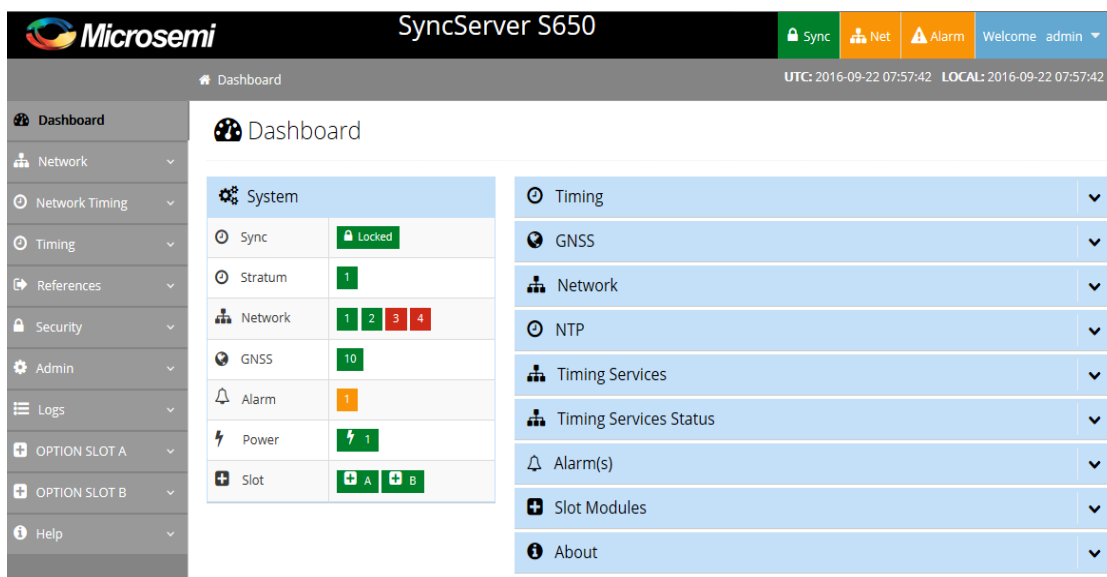 Microsemi
SyncServer S650
Sync
Net
Alarm
Welcome admin
Dashboard
UTC: 2016-09-22 07:57:42 LOCAL: 2016-09-22 07:57:42
Dashboard
Network
Network Timing
Timing
References
Security
Admin
Logs
OPTION SLOT A
OPTION SLOT B
Help
Dashboard
System
Sync Locked
Stratum 1
Network 1 2 3 4
GNSS 10
Alarm 1
Power 1
Slot A B
Timing
GNSS
Network
NTP
Timing Services
Timing Services Status
Alarm(s)
Slot Modules
About